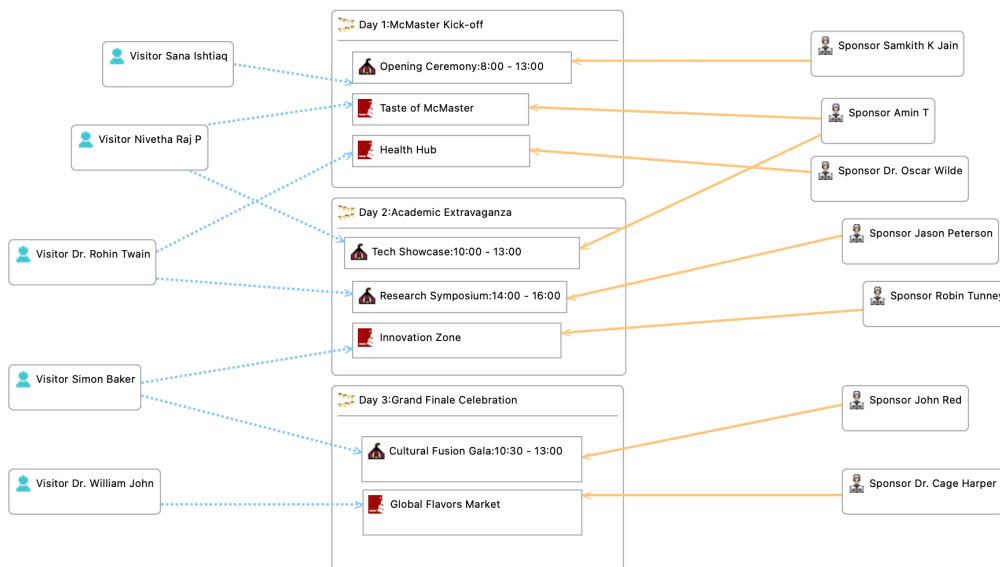 Day 1:McMaster Kick-off
Sponsor Samkith K Jain
Visitor Sana Ishtiaq
Opening Ceremony:8:00 - 13:00
Taste of McMaster
Sponsor Amin T
Visitor Nivetha Raj P
Health Hub
Sponsor Dr. Oscar Wilde
Day 2:Academic Extravaganza
Sponsor Jason Peterson
Visitor Dr. Rohin Twain
Tech Showcase:10:00 - 13:00
Research Symposium:14:00 - 16:00
Sponsor Robin Tunney
Innovation Zone
Visitor Simon Baker
Day 3:Grand Finale Celebration
Sponsor John Red
Cultural Fusion Gala:10:30 - 13:00
Visitor Dr. William John
Sponsor Dr. Cage Harper
Global Flavors Market